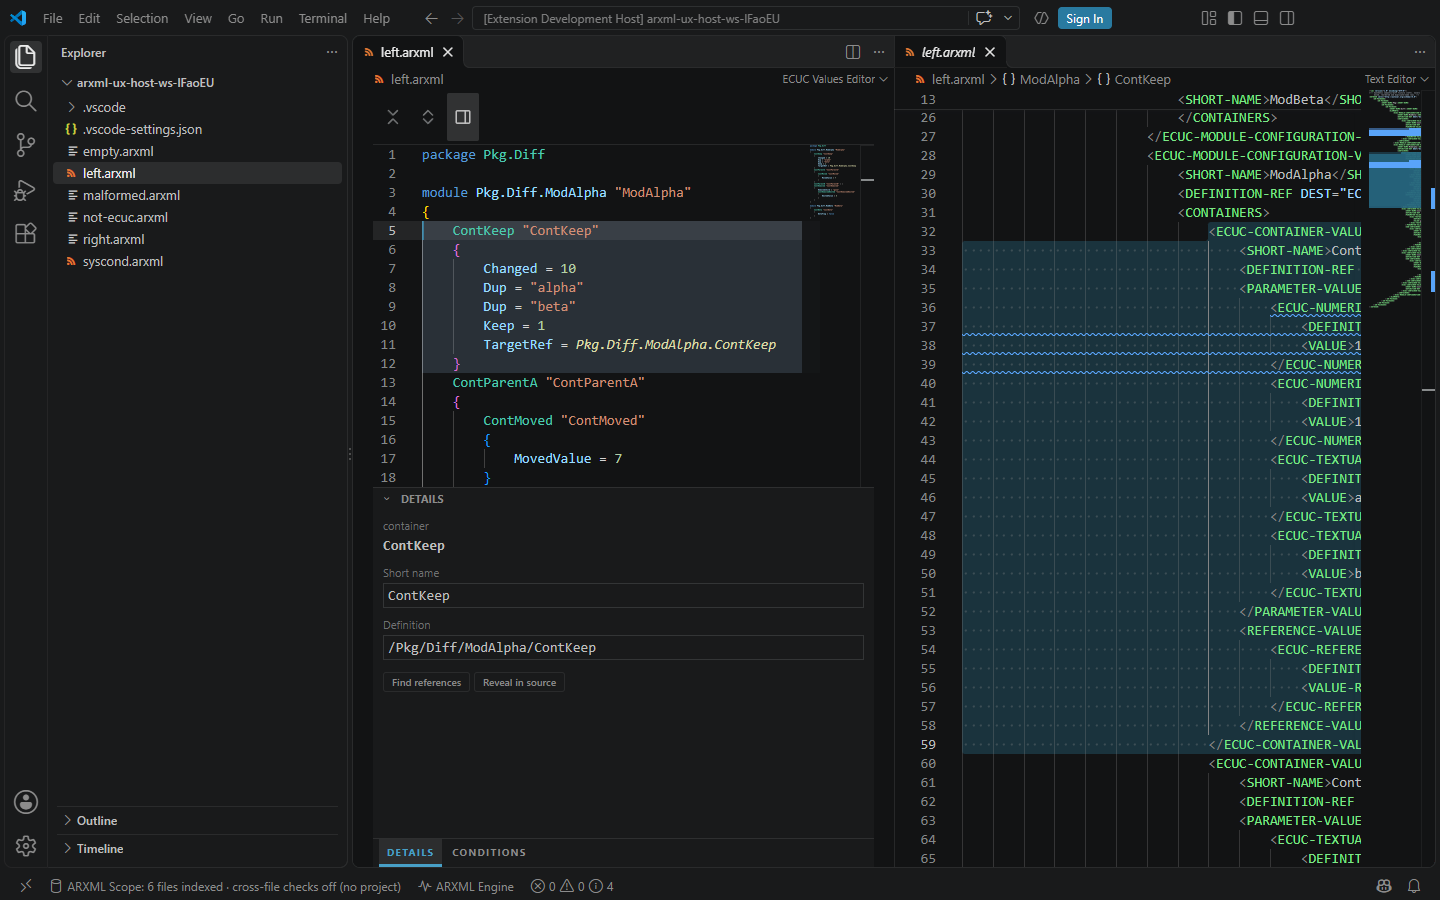 File Edit Selection View Go Run Terminal Help
[Extension Development Host] arxml-ux-host-ws-IFaoEU
Sign In
Explorer
arxml-ux-host-ws-IFaoEU
.vscode
.vscode-settings.json
empty.arxml
left.arxml
malformed.arxml
not-ecuc.arxml
right.arxml
syscond.arxml
Outline
Timeline
left.arxml
left.arxml
ECUC Values Editor
1 package Pkg.Diff
2
3 module Pkg.Diff.ModAlpha "ModAlpha"
4 {
5 ContKeep "ContKeep"
6 {
7 Changed = 10
8 Dup = "alpha"
9 Dup = "beta"
10 Keep = 1
11 TargetRef = Pkg.Diff.ModAlpha.ContKeep
12 }
13 ContParentA "ContParentA"
14 {
15 ContMoved "ContMoved"
16 {
17 MovedValue = 7
18 }
DETAILS
container
ContKeep
Short name
ContKeep
Definition
/Pkg/Diff/ModAlpha/ContKeep
Find references Reveal in source
DETAILS CONDITIONS
left.arxml
left.arxml > {} ModAlpha > {} ContKeep
Text Editor
13 <SHORT-NAME>ModBeta</SHO
26 </CONTAINERS>
27 </ECUC-MODULE-CONFIGURATION-
28 <ECUC-MODULE-CONFIGURATION-V
29 <SHORT-NAME>ModAlpha</SH
30 <DEFINITION-REF DEST="EC
31 <CONTAINERS>
32 <ECUC-CONTAINER-VALU
33 <SHORT-NAME>Cont
34 <DEFINITION-REF
35 <PARAMETER-VALUE
36 <ECUC-NUMERI
37 <DEFINIT
38 <VALUE>1
39 </ECUC-NUMER
40 <ECUC-NUMERI
41 <DEFINIT
42 <VALUE>1
43 </ECUC-NUMER
44 <ECUC-TEXTUA
45 <DEFINIT
46 <VALUE>a
47 </ECUC-TEXTU
48 <ECUC-TEXTUA
49 <DEFINIT
50 <VALUE>b
51 </ECUC-TEXTU
52 </PARAMETER-VALU
53 <REFERENCE-VALUE
54 <ECUC-REFERE
55 <DEFINIT
56 <VALUE-R
57 </ECUC-REFER
58 </REFERENCE-VALU
59 </ECUC-CONTAINER-VAL
60 <ECUC-CONTAINER-VALU
61 <SHORT-NAME>Cont
62 <DEFINITION-REF
63 <PARAMETER-VALUE
64 <ECUC-TEXTUA
65 <DEFINIT
ARXML Scope: 6 files indexed · cross-file checks off (no project) ARXML Engine 0 0 4